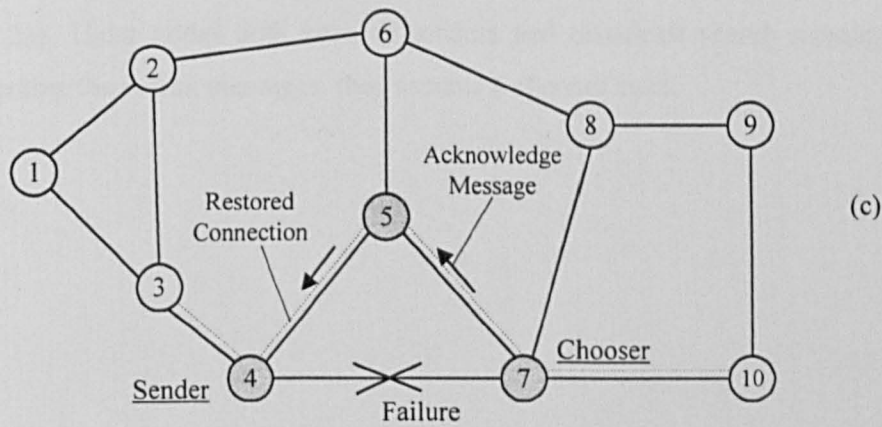 6
2
8
9
1
Acknowledge
Message
(c)
Restored
Connection
5
3
Chooser
Sender
4
7
10
Failure